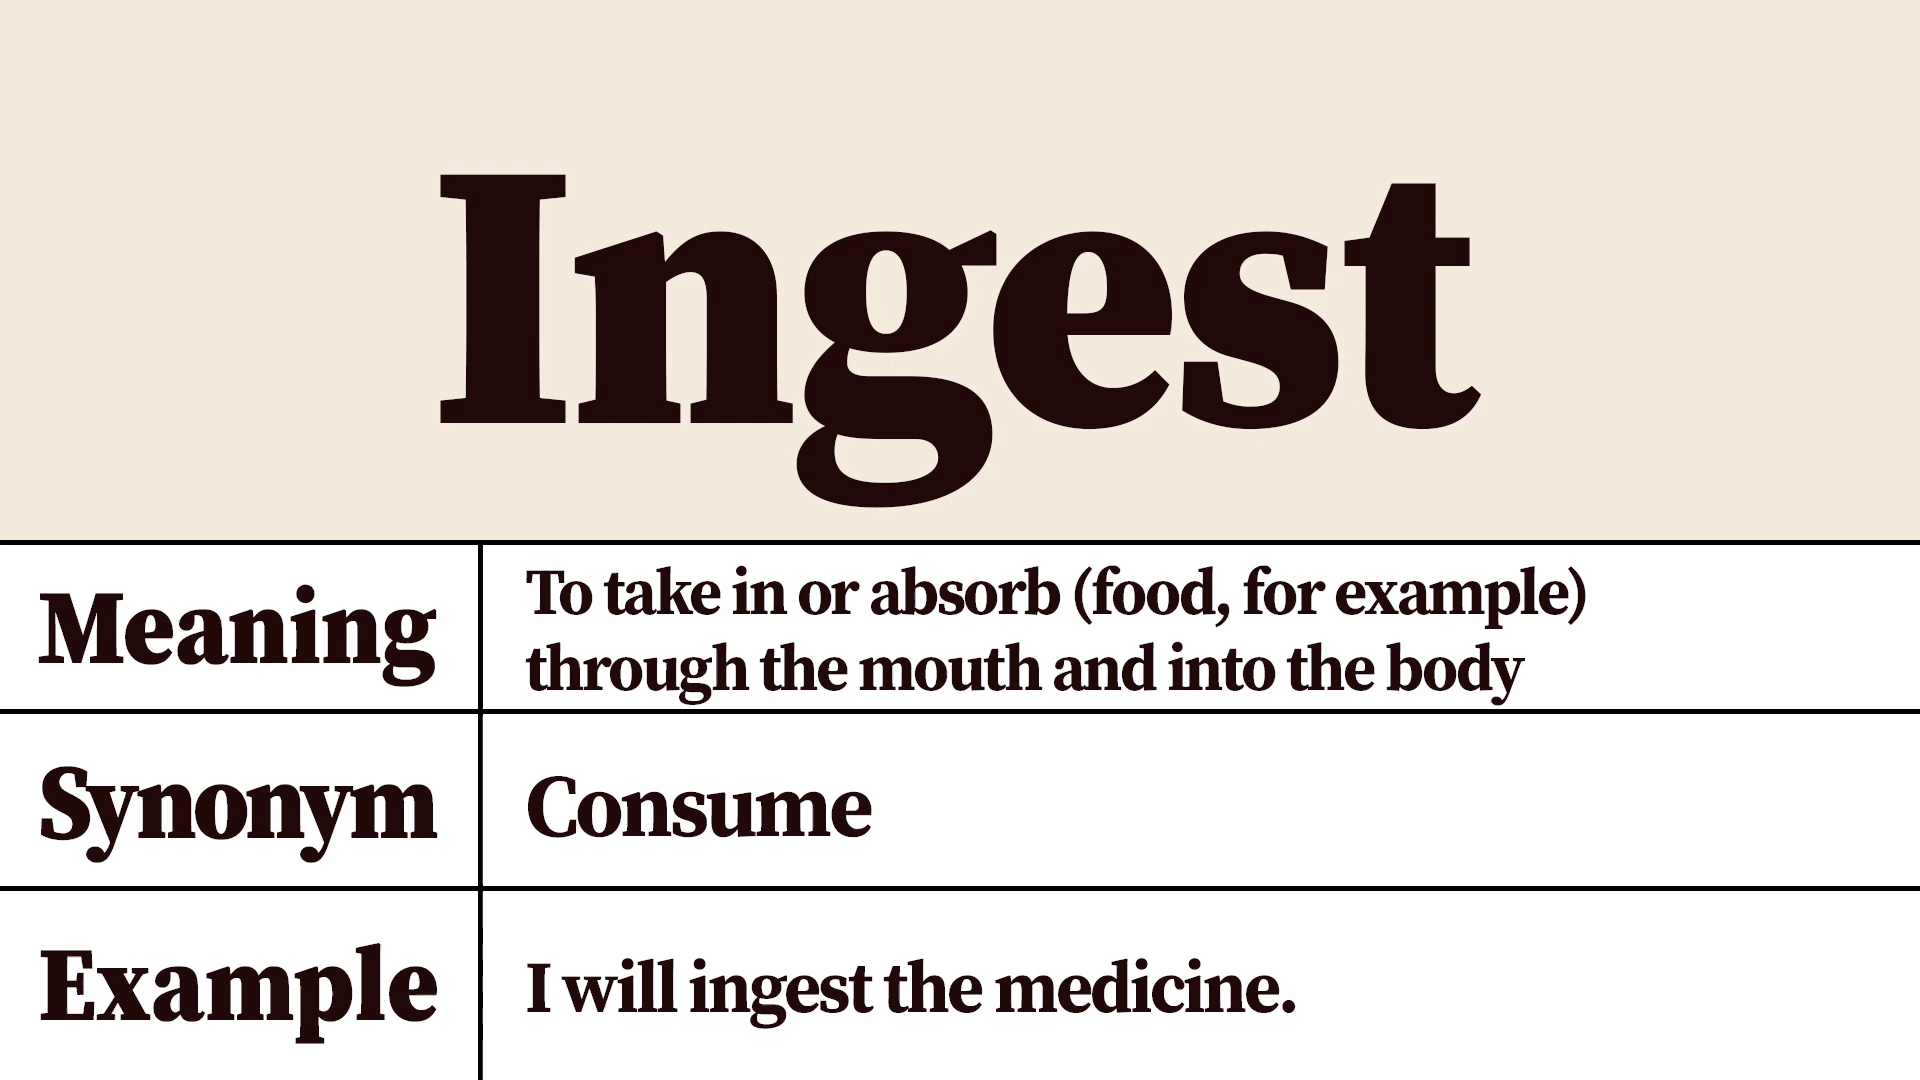 Ingest
Meaning
To take in or absorb (food, for example)
through the mouth and into the body
Synonym
Consume
Example
I will ingest the medicine.